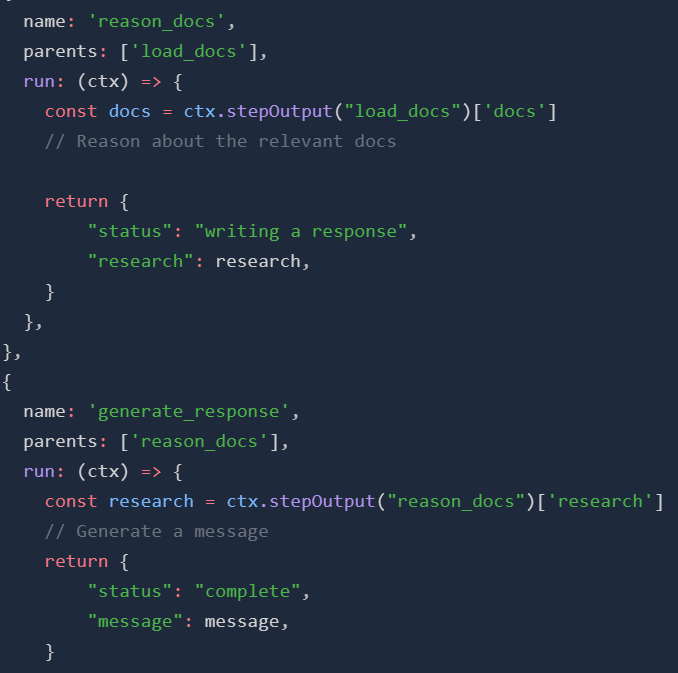 name: 'reason_docs',
parents: ['load_docs'],
run: (ctx) => {
const docs = ctx.stepOutput("load_docs")['docs']
// Reason about the relevant docs
return {
"status": "writing a response",
"research": research,
}
},
},
{
name: 'generate_response',
parents: ['reason_docs'],
run: (ctx) => {
const research = ctx.stepOutput("reason_docs")['research']
// Generate a message
return {
"status": "complete",
"message": message,
}